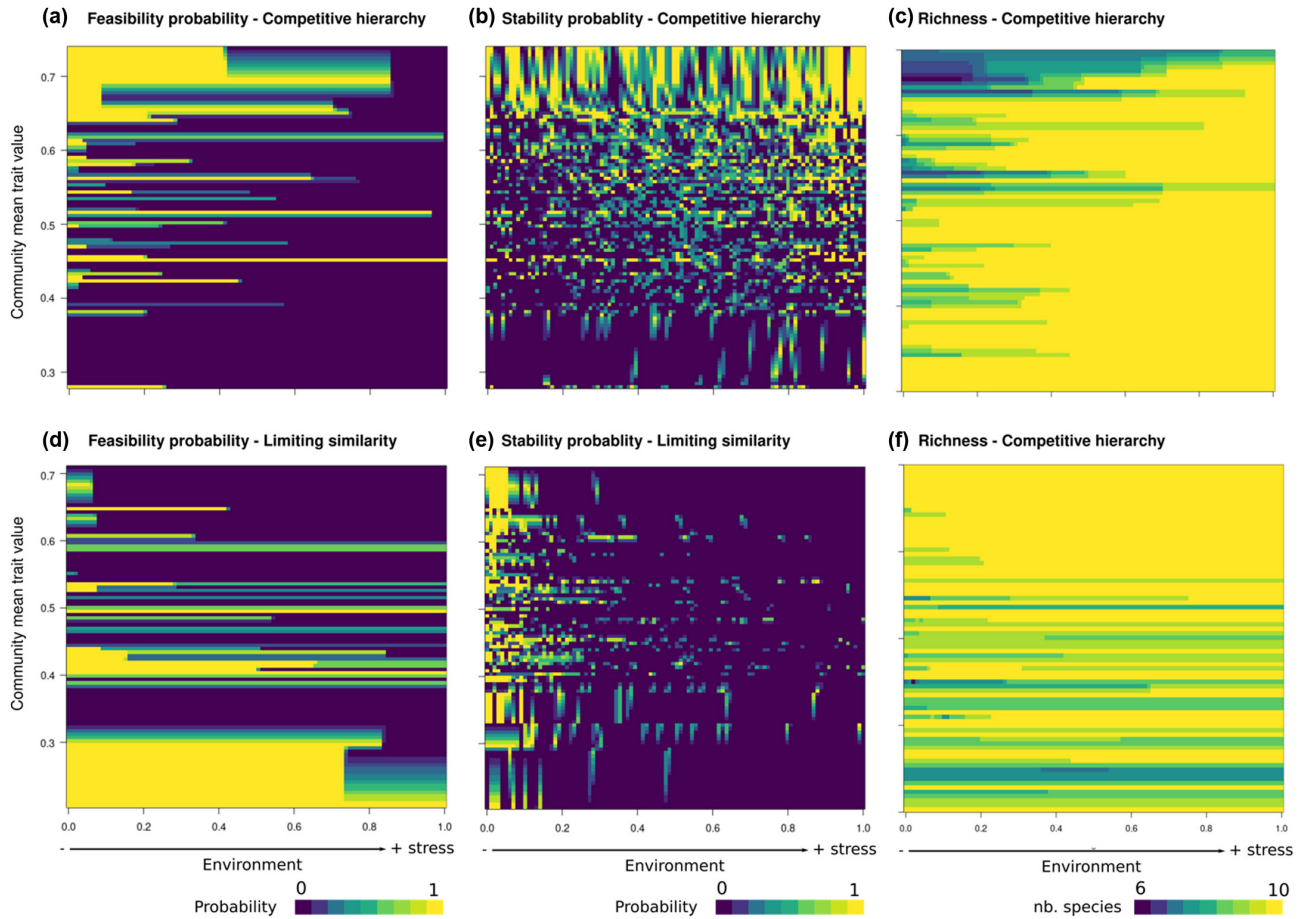 (a) Feasibility probability - Competitive hierarchy
(b) Stability probablity - Competitive hierarchy
(c) Richness - Competitive hierarchy
Community mean trait value
0.7
0.6
0.5
0.4
0.3
(d) Feasibility probability - Limiting similarity
(e) Stability probablity - Limiting similarity
(f) Richness - Competitive hierarchy
Community mean trait value
0.7
0.6
0.5
0.4
0.3
0.0 0.2 0.4 0.6 0.8 1.0
0.0 0.2 0.4 0.6 0.8 1.0
0.0 0.2 0.4 0.6 0.8 1.0
- + stress
Environment
- + stress
Environment
- + stress
Environment
0 1
Probability
0 1
Probability
6 10
nb. species